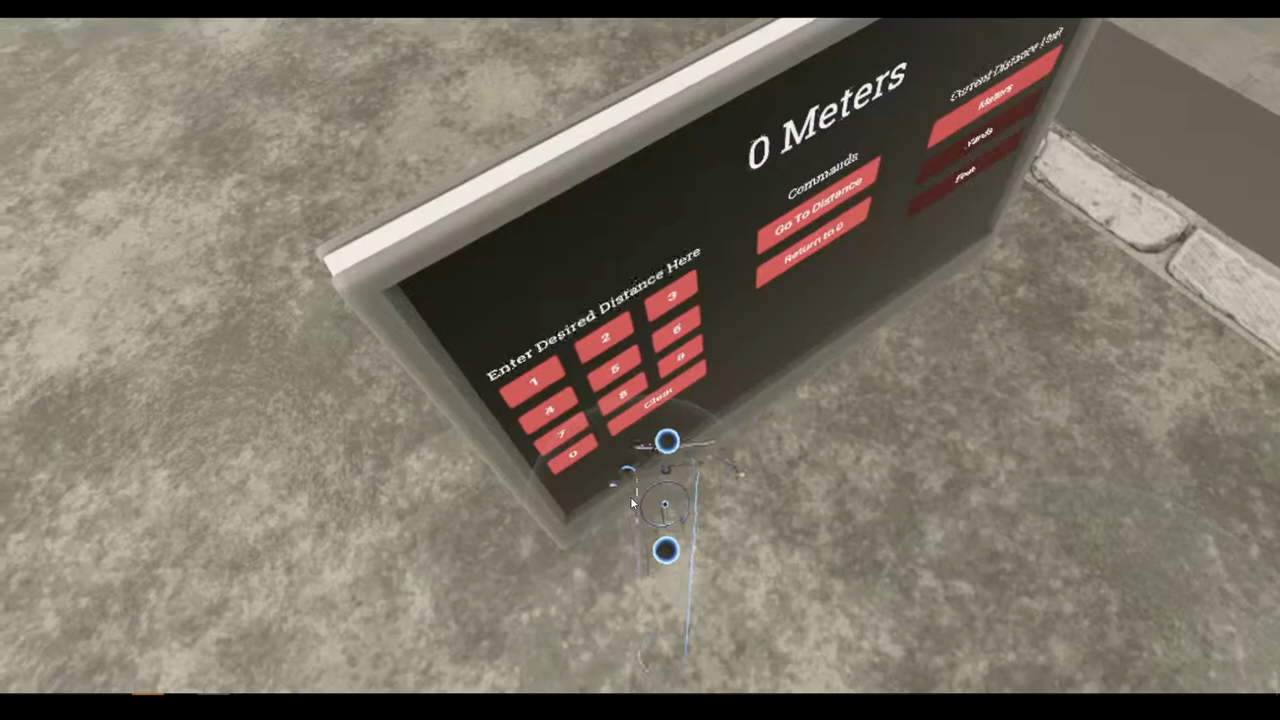 0 Meters
Current Distance Unit
Meters
Yards
Feet
Commands
Go To Distance
Return to 0
Enter Desired Distance Here
1 2 3
4 5 6
7 8 9
0 Clear